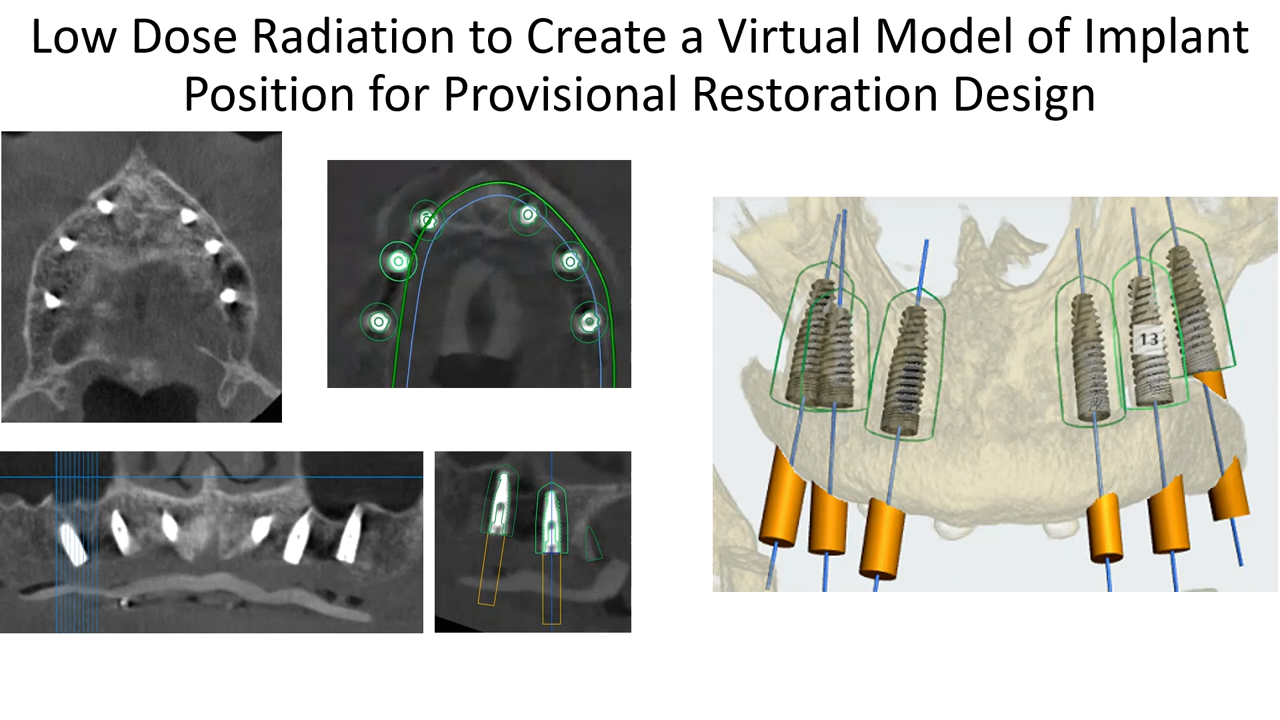 Low Dose Radiation to Create a Virtual Model of Implant
Position for Provisional Restoration Design
13